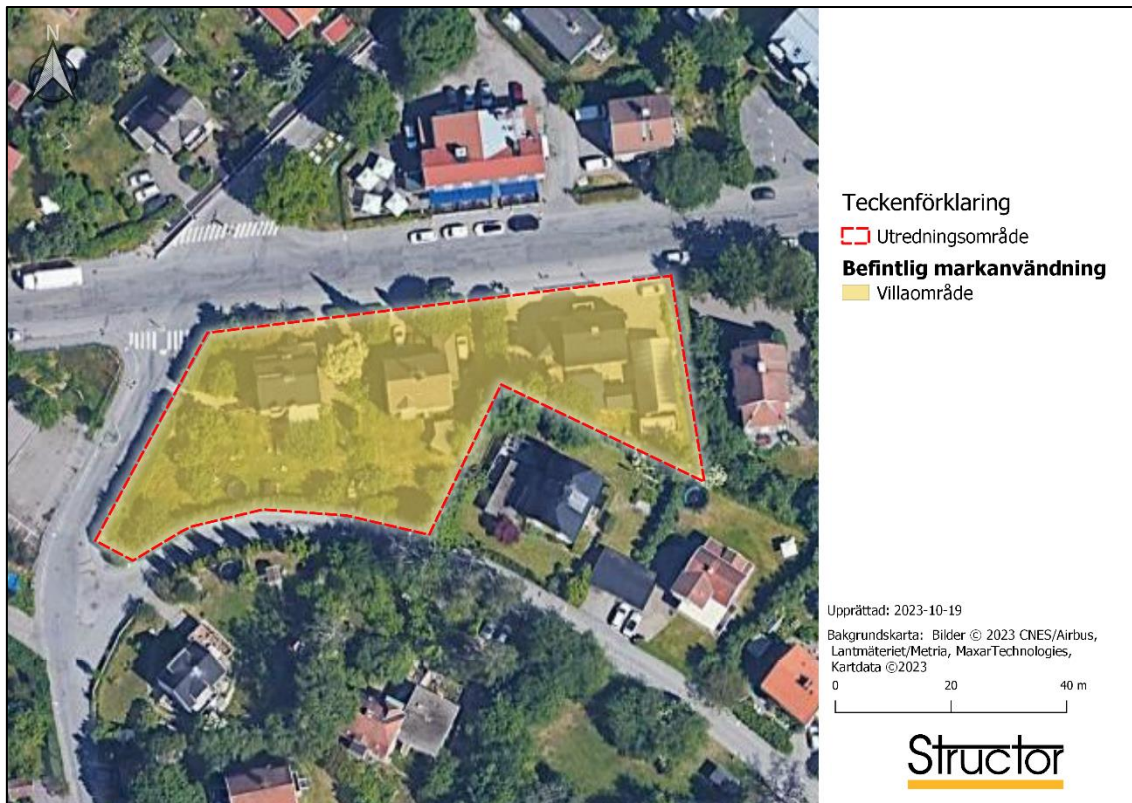 N
Teckenförklaring
Utredningsområde
Befintlig markanvändning
Villaområde
Upprättad: 2023-10-19
Bakgrundskarta: Bilder © 2023 CNES/Airbus,
Lantmäteriet/Metria, MaxarTechnologies,
Kartdata ©2023
0 20 40 m
Structor